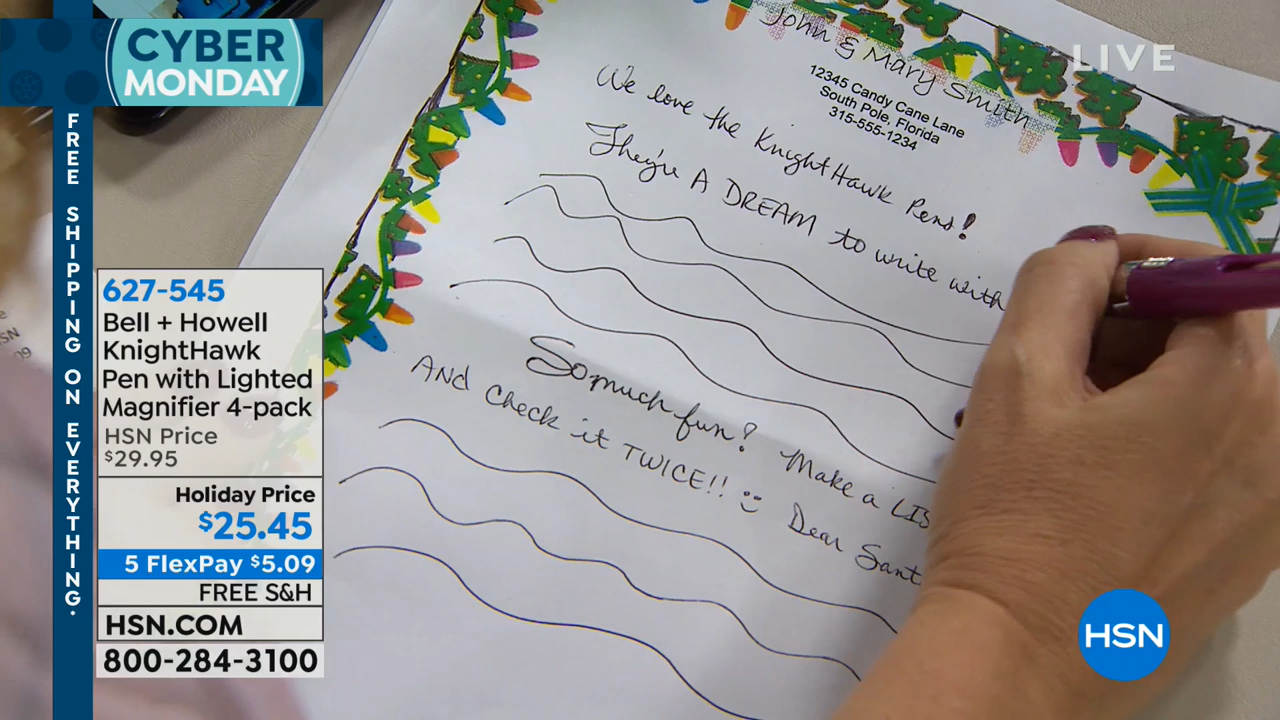 CYBER
MONDAY
LIVE
FREE SHIPPING ON EVERYTHING.*
627-545
Bell + Howell
KnightHawk
Pen with Lighted
Magnifier 4-pack
HSN Price
$29.95
Holiday Price
$25.45
5 FlexPay $5.09
FREE S&H
HSN.COM
800-284-3100
John & Mary Smith
12345 Candy Cane Lane
South Pole, Florida
315-555-1234
We love the KnightHawk Pens!
They're A DREAM to write with
So much fun! Make a LIS
And check it TWICE!! Dear Sant
HSN